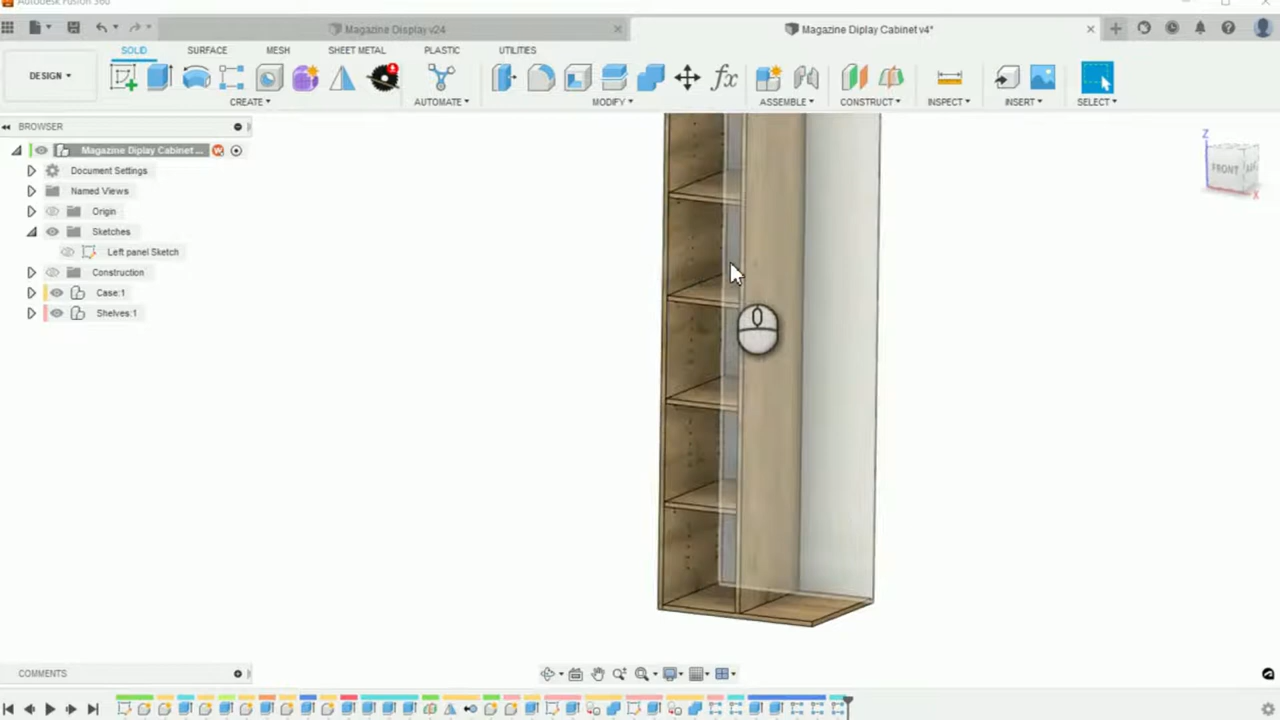 Autodesk Fusion 360
Magazine Display v24
Magazine Diplay Cabinet v4*
SOLID SURFACE MESH SHEET METAL PLASTIC UTILITIES
DESIGN
CREATE AUTOMATE MODIFY ASSEMBLE CONSTRUCT INSPECT INSERT SELECT
fx
BROWSER
Magazine Diplay Cabinet ...
Document Settings
Named Views
Origin
Sketches
Left panel Sketch
Construction
Case:1
Shelves:1
Z
FRONT
X
COMMENTS